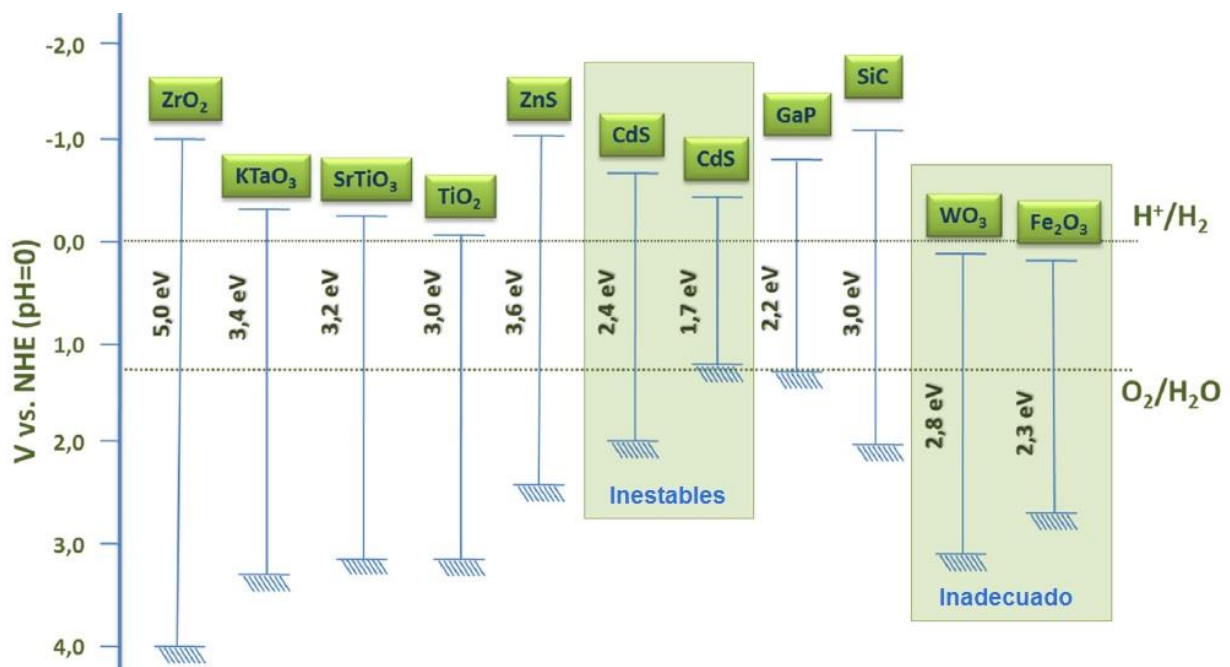 -2,0
-1,0
0,0
1,0
2,0
3,0
4,0
V vs. NHE (pH=0)
ZrO₂
5,0 eV
KTaO₃
3,4 eV
SrTiO₃
3,2 eV
TiO₂
3,0 eV
ZnS
3,6 eV
CdS
2,4 eV
CdS
1,7 eV
Inestables
GaP
2,2 eV
SiC
3,0 eV
WO₃
2,8 eV
Fe₂O₃
2,3 eV
Inadecuado
H⁺/H₂
O₂/H₂O